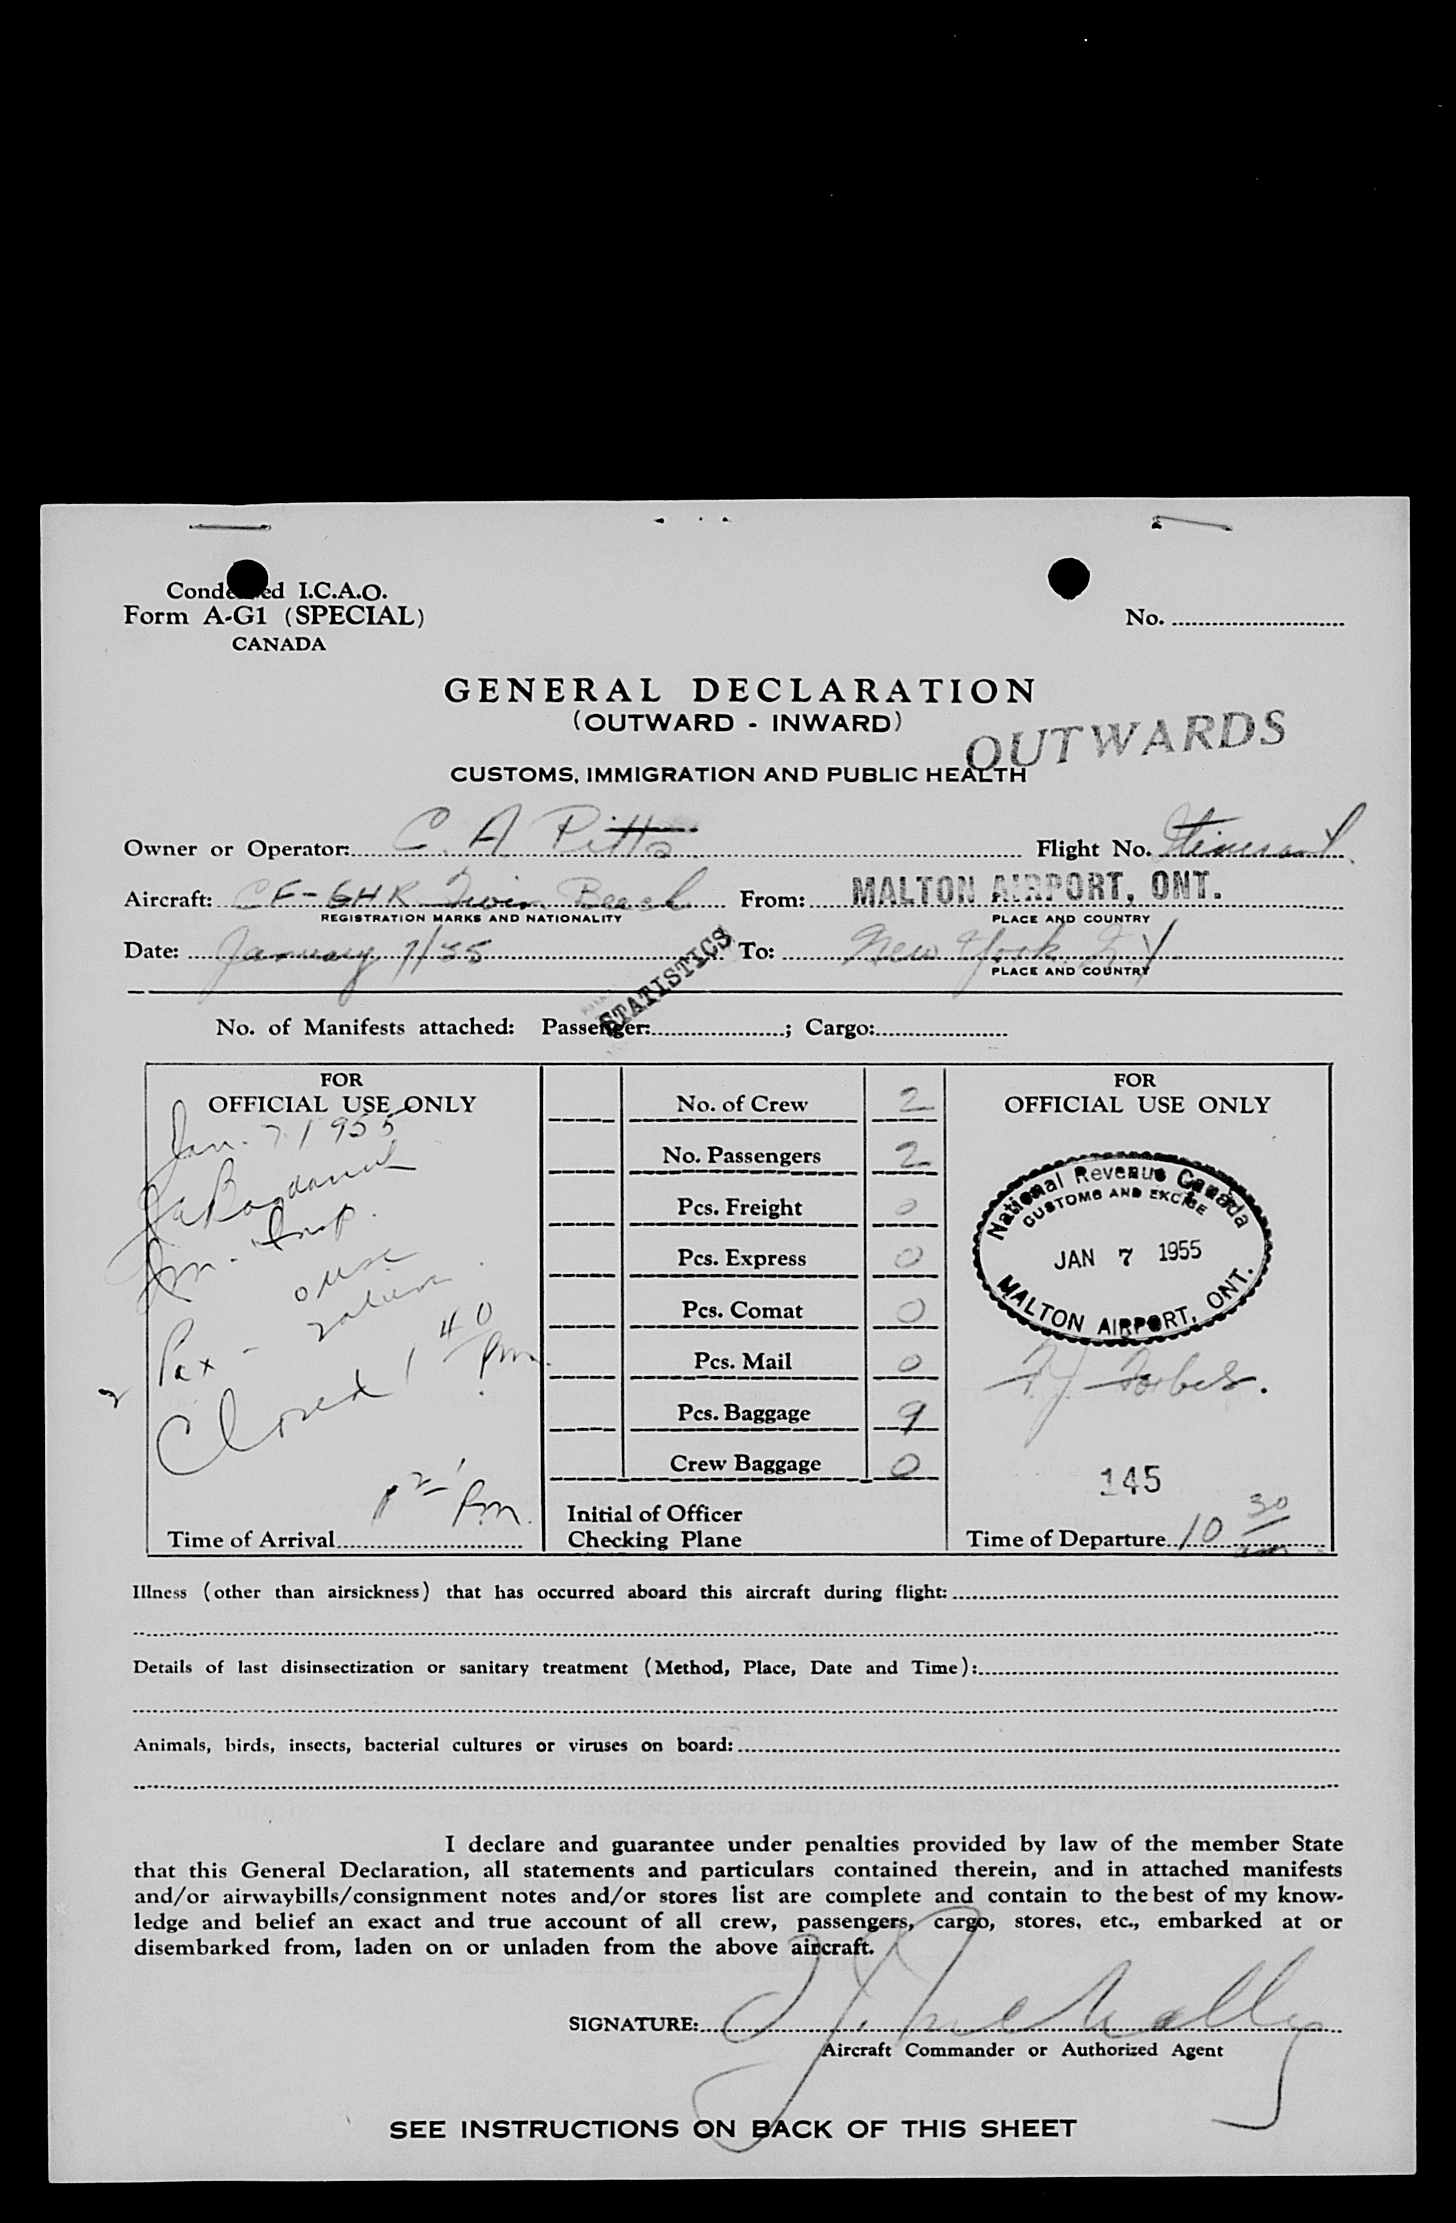 Condensed I.C.A.O.
Form A-G1 (SPECIAL)
CANADA
No.
GENERAL DECLARATION
(OUTWARD - INWARD)
OUTWARDS
CUSTOMS, IMMIGRATION AND PUBLIC HEALTH
Owner or Operator: C. A Pitts Flight No. Itinerant
Aircraft: CF-GHR Twin Beech From: MALTON AIRPORT, ONT.
REGISTRATION MARKS AND NATIONALITY PLACE AND COUNTRY
Date: January 7/55 To: New York N.Y
PLACE AND COUNTRY
STATISTICS
No. of Manifests attached: Passenger: ; Cargo:
FOR
OFFICIAL USE ONLY
Jan. 7 1955
Im. Insp.
2 Pax -
Closed 1 40 pm.
1 2 pm.
Time of Arrival
No. of Crew 2
No. Passengers 2
Pcs. Freight 0
Pcs. Express 0
Pcs. Comat 0
Pcs. Mail 0
Pcs. Baggage 9
Crew Baggage 0
Initial of Officer
Checking Plane
FOR
OFFICIAL USE ONLY
National Revenue Canada
CUSTOMS AND EXCISE
JAN 7 1955
MALTON AIRPORT, ONT.
F. J. Forbes.
145
Time of Departure 10 30 am.
Illness (other than airsickness) that has occurred aboard this aircraft during flight:
Details of last disinsectization or sanitary treatment (Method, Place, Date and Time):
Animals, birds, insects, bacterial cultures or viruses on board:
I declare and guarantee under penalties provided by law of the member State
that this General Declaration, all statements and particulars contained therein, and in attached manifests
and/or airwaybills/consignment notes and/or stores list are complete and contain to the best of my know-
ledge and belief an exact and true account of all crew, passengers, cargo, stores, etc., embarked at or
disembarked from, laden on or unladen from the above aircraft.
SIGNATURE: J. McNally
Aircraft Commander or Authorized Agent
SEE INSTRUCTIONS ON BACK OF THIS SHEET